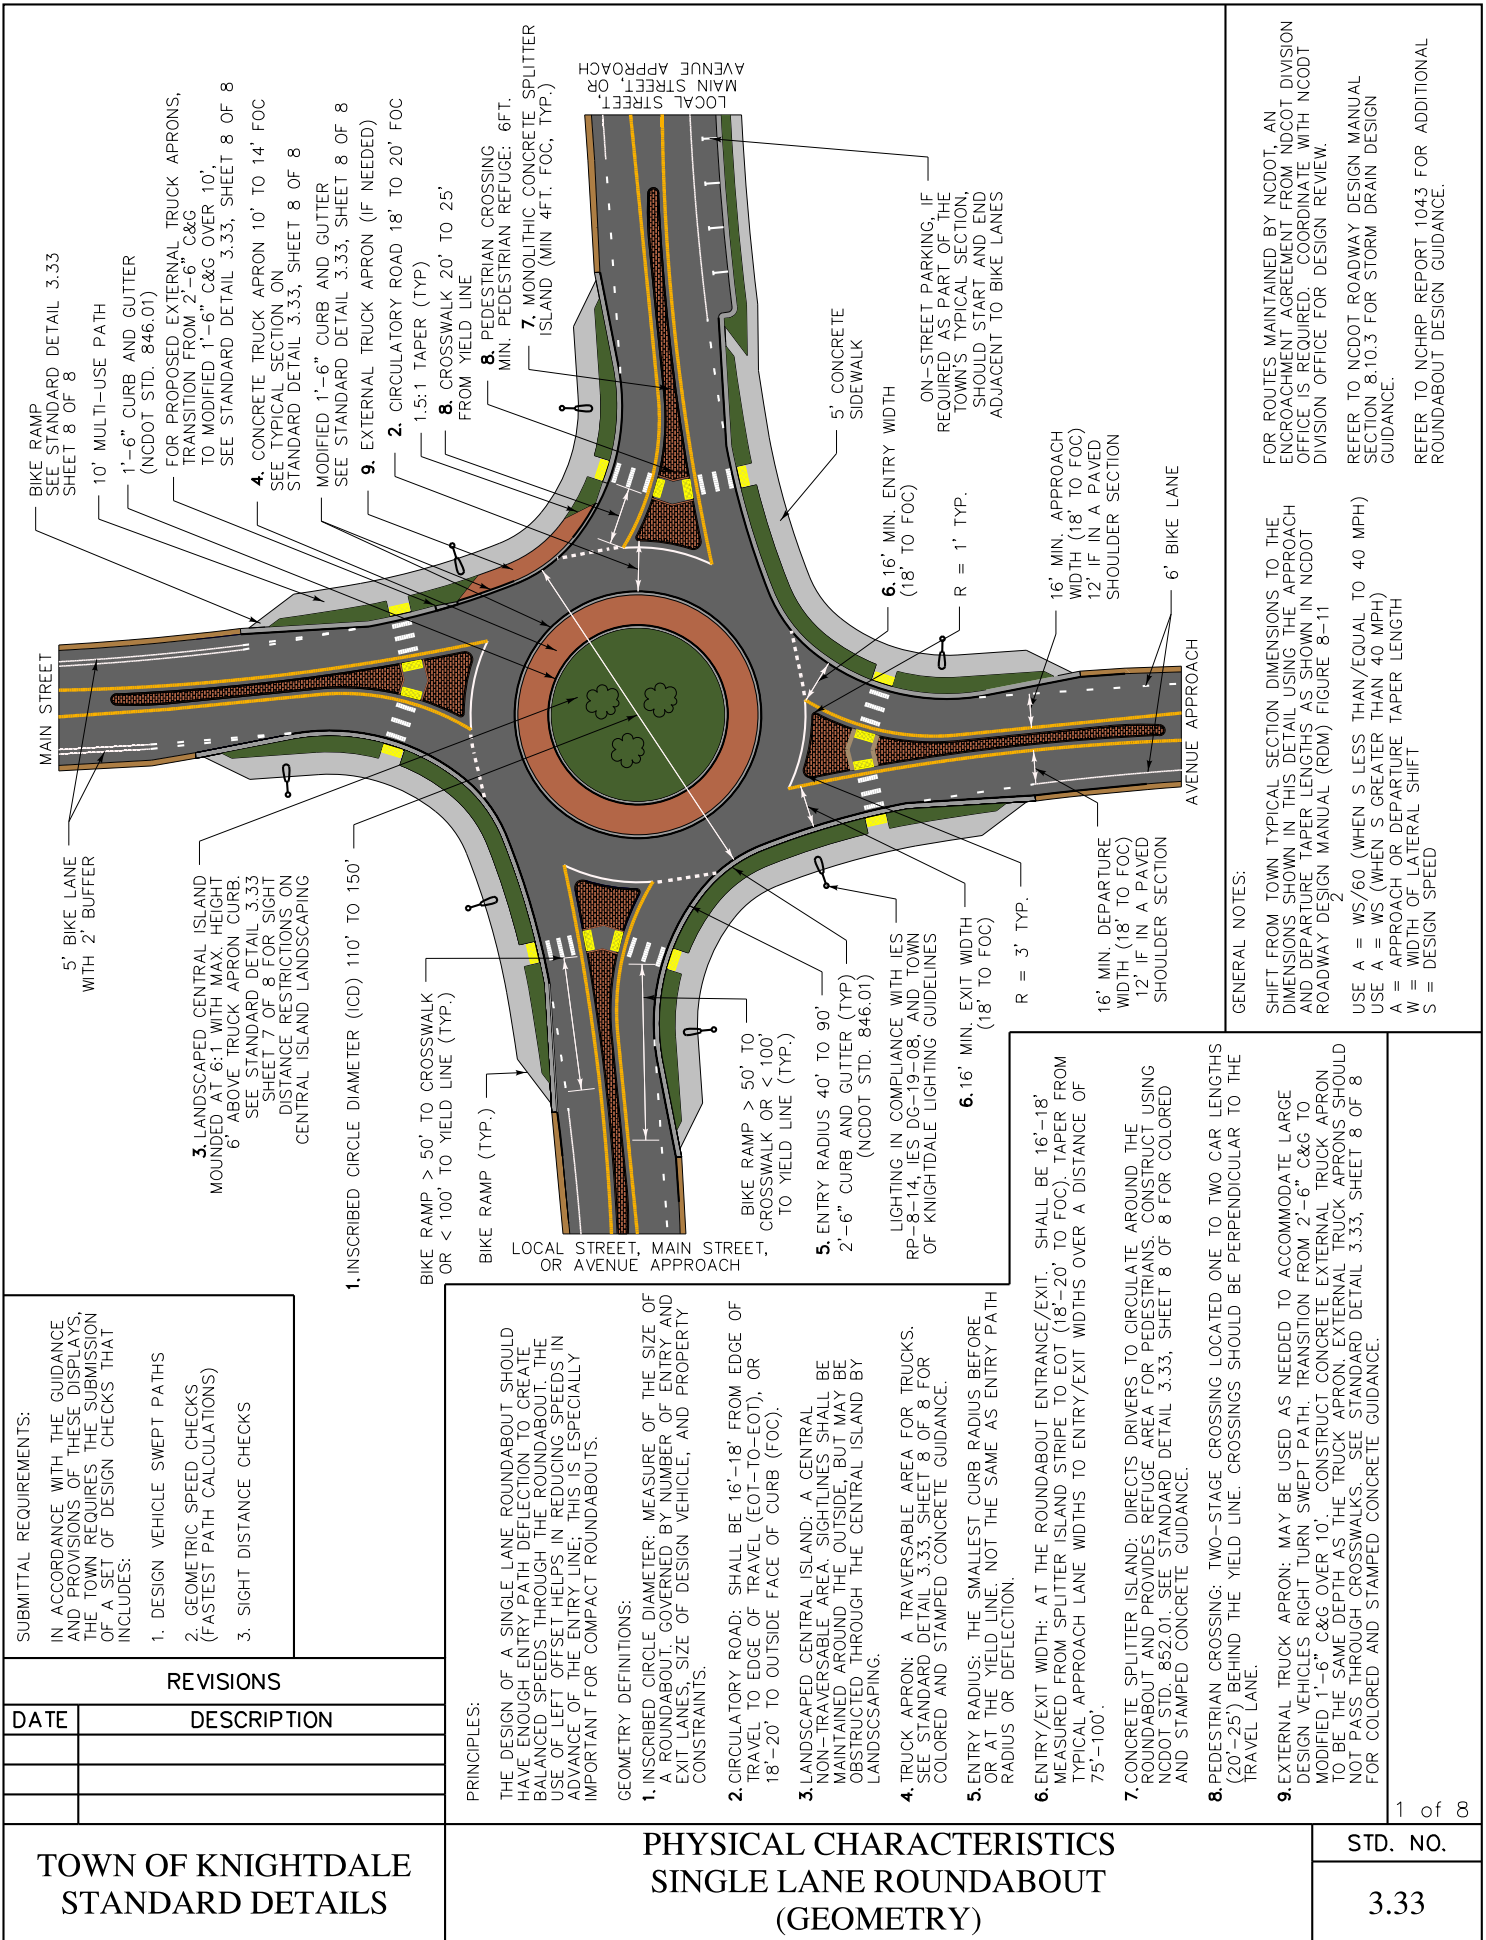 BIKE RAMP
SEE STANDARD DETAIL 3.33
SHEET 8 OF 8
10' MULTI-USE PATH
1'-6" CURB AND GUTTER
(NCDOT STD. 846.01)
FOR PROPOSED EXTERNAL TRUCK APRONS,
TRANSITION FROM 2'-6" C&G
TO MODIFIED 1'-6" C&G OVER 10',
SEE STANDARD DETAIL 3.33, SHEET 8 OF 8
4. CONCRETE TRUCK APRON 10' TO 14' FOC
SEE TYPICAL SECTION ON
STANDARD DETAIL 3.33, SHEET 8 OF 8
MODIFIED 1'-6" CURB AND GUTTER
SEE STANDARD DETAIL 3.33, SHEET 8 OF 8
9. EXTERNAL TRUCK APRON (IF NEEDED)
2. CIRCULATORY ROAD 18' TO 20' FOC
1.5:1 TAPER (TYP)
8. CROSSWALK 20' TO 25'
FROM YIELD LINE
8. PEDESTRIAN CROSSING
MIN. PEDESTRIAN REFUGE: 6FT.
7. MONOLITHIC CONCRETE SPLITTER
ISLAND (MIN 4FT. FOC, TYP.)
LOCAL STREET,
MAIN STREET, OR
AVENUE APPROACH
MAIN STREET
5' BIKE LANE
WITH 2' BUFFER
3. LANDSCAPED CENTRAL ISLAND
MOUNDED AT 6:1 WITH MAX. HEIGHT
6' ABOVE TRUCK APRON CURB.
SEE STANDARD DETAIL 3.33
SHEET 7 OF 8 FOR SIGHT
DISTANCE RESTRICTIONS ON
CENTRAL ISLAND LANDSCAPING
1. INSCRIBED CIRCLE DIAMETER (ICD) 110' TO 150'
BIKE RAMP > 50' TO CROSSWALK
OR < 100' TO YIELD LINE (TYP.)
BIKE RAMP (TYP.)
LOCAL STREET, MAIN STREET,
OR AVENUE APPROACH
BIKE RAMP > 50' TO
CROSSWALK OR < 100'
TO YIELD LINE (TYP.)
5. ENTRY RADIUS 40' TO 90'
2'-6" CURB AND GUTTER (TYP)
(NCDOT STD. 846.01)
LIGHTING IN COMPLIANCE WITH IES
RP-8-14, IES DG-19-08, AND TOWN
OF KNIGHTDALE LIGHTING GUIDELINES
6. 16' MIN. EXIT WIDTH
(18' TO FOC)
R = 3' TYP.
16' MIN. DEPARTURE
WIDTH (18' TO FOC)
12' IF IN A PAVED
SHOULDER SECTION
AVENUE APPROACH
ON-STREET PARKING, IF
REQUIRED AS PART OF THE
TOWN'S TYPICAL SECTION,
SHOULD START AND END
ADJACENT TO BIKE LANES
5' CONCRETE
SIDEWALK
6. 16' MIN. ENTRY WIDTH
(18' TO FOC)
R = 1' TYP.
16' MIN. APPROACH
WIDTH (18' TO FOC)
12' IF IN A PAVED
SHOULDER SECTION
6' BIKE LANE
GENERAL NOTES:
SHIFT FROM TOWN TYPICAL SECTION DIMENSIONS TO THE
DIMENSIONS SHOWN IN THIS DETAIL USING THE APPROACH
AND DEPARTURE TAPER LENGTHS AS SHOWN IN NCDOT
ROADWAY DESIGN MANUAL (RDM) FIGURE 8-11
2
USE A = WS/60 (WHEN S LESS THAN/EQUAL TO 40 MPH)
USE A = WS (WHEN S GREATER THAN 40 MPH)
A = APPROACH OR DEPARTURE TAPER LENGTH
W = WIDTH OF LATERAL SHIFT
S = DESIGN SPEED
FOR ROUTES MAINTAINED BY NCDOT, AN
ENCROACHMENT AGREEMENT FROM NDCOT DIVISION
OFFICE IS REQUIRED. COORDINATE WITH NCODT
DIVISION OFFICE FOR DESIGN REVIEW.
REFER TO NCDOT ROADWAY DESIGN MANUAL
SECTION 8.10.3 FOR STORM DRAIN DESIGN
GUIDANCE.
REFER TO NCHRP REPORT 1043 FOR ADDITIONAL
ROUNDABOUT DESIGN GUIDANCE.
SUBMITTAL REQUIREMENTS:
IN ACCORDANCE WITH THE GUIDANCE
AND PROVISIONS OF THESE DISPLAYS,
THE TOWN REQUIRES THE SUBMISSION
OF A SET OF DESIGN CHECKS THAT
INCLUDES:
1. DESIGN VEHICLE SWEPT PATHS
2. GEOMETRIC SPEED CHECKS
(FASTEST PATH CALCULATIONS)
3. SIGHT DISTANCE CHECKS
PRINCIPLES:
THE DESIGN OF A SINGLE LANE ROUNDABOUT SHOULD
HAVE ENOUGH ENTRY PATH DEFLECTION TO CREATE
BALANCED SPEEDS THROUGH THE ROUNDABOUT. THE
USE OF LEFT OFFSET HELPS IN REDUCING SPEEDS IN
ADVANCE OF THE ENTRY LINE; THIS IS ESPECIALLY
IMPORTANT FOR COMPACT ROUNDABOUTS.
GEOMETRY DEFINITIONS:
1. INSCRIBED CIRCLE DIAMETER: MEASURE OF THE SIZE OF
A ROUNDABOUT. GOVERNED BY NUMBER OF ENTRY AND
EXIT LANES, SIZE OF DESIGN VEHICLE, AND PROPERTY
CONSTRAINTS.
2. CIRCULATORY ROAD: SHALL BE 16'-18' FROM EDGE OF
TRAVEL TO EDGE OF TRAVEL (EOT-TO-EOT), OR
18'-20' TO OUTSIDE FACE OF CURB (FOC).
3. LANDSCAPED CENTRAL ISLAND: A CENTRAL
NON-TRAVERSABLE AREA. SIGHTLINES SHALL BE
MAINTAINED AROUND THE OUTSIDE, BUT MAY BE
OBSTRUCTED THROUGH THE CENTRAL ISLAND BY
LANDSCSAPING.
4. TRUCK APRON: A TRAVERSABLE AREA FOR TRUCKS.
SEE STANDARD DETAIL 3.33, SHEET 8 OF 8 FOR
COLORED AND STAMPED CONCRETE GUIDANCE.
5. ENTRY RADIUS: THE SMALLEST CURB RADIUS BEFORE
OR AT THE YIELD LINE. NOT THE SAME AS ENTRY PATH
RADIUS OR DEFLECTION.
6. ENTRY/EXIT WIDTH: AT THE ROUNDABOUT ENTRANCE/EXIT. SHALL BE 16'-18'
MEASURED FROM SPLITTER ISLAND STRIPE TO EOT (18'-20' TO FOC). TAPER FROM
TYPICAL APPROACH LANE WIDTHS TO ENTRY/EXIT WIDTHS OVER A DISTANCE OF
75'-100'.
7. CONCRETE SPLITTER ISLAND: DIRECTS DRIVERS TO CIRCULATE AROUND THE
ROUNDABOUT AND PROVIDES REFUGE AREA FOR PEDESTRIANS. CONSTRUCT USING
NCDOT STD. 852.01. SEE STANDARD DETAIL 3.33, SHEET 8 OF 8 FOR COLORED
AND STAMPED CONCRETE GUIDANCE.
8. PEDESTRIAN CROSSING: TWO-STAGE CROSSING LOCATED ONE TO TWO CAR LENGTHS
(20'-25') BEHIND THE YIELD LINE. CROSSINGS SHOULD BE PERPENDICULAR TO THE
TRAVEL LANE.
9. EXTERNAL TRUCK APRON: MAY BE USED AS NEEDED TO ACCOMMODATE LARGE
DESIGN VEHICLES RIGHT TURN SWEPT PATH. TRANSITION FROM 2'-6" C&G TO
MODIFIED 1'-6" C&G OVER 10'. CONSTRUCT CONCRETE EXTERNAL TRUCK APRON
TO BE THE SAME DEPTH AS THE TRUCK APRON. EXTERNAL TRUCK APRONS SHOULD
NOT PASS THROUGH CROSSWALKS. SEE STANDARD DETAIL 3.33, SHEET 8 OF 8
FOR COLORED AND STAMPED CONCRETE GUIDANCE.
1 of 8
REVISIONS
DATE DESCRIPTION
TOWN OF KNIGHTDALE
STANDARD DETAILS
PHYSICAL CHARACTERISTICS
SINGLE LANE ROUNDABOUT
(GEOMETRY)
STD. NO.
3.33